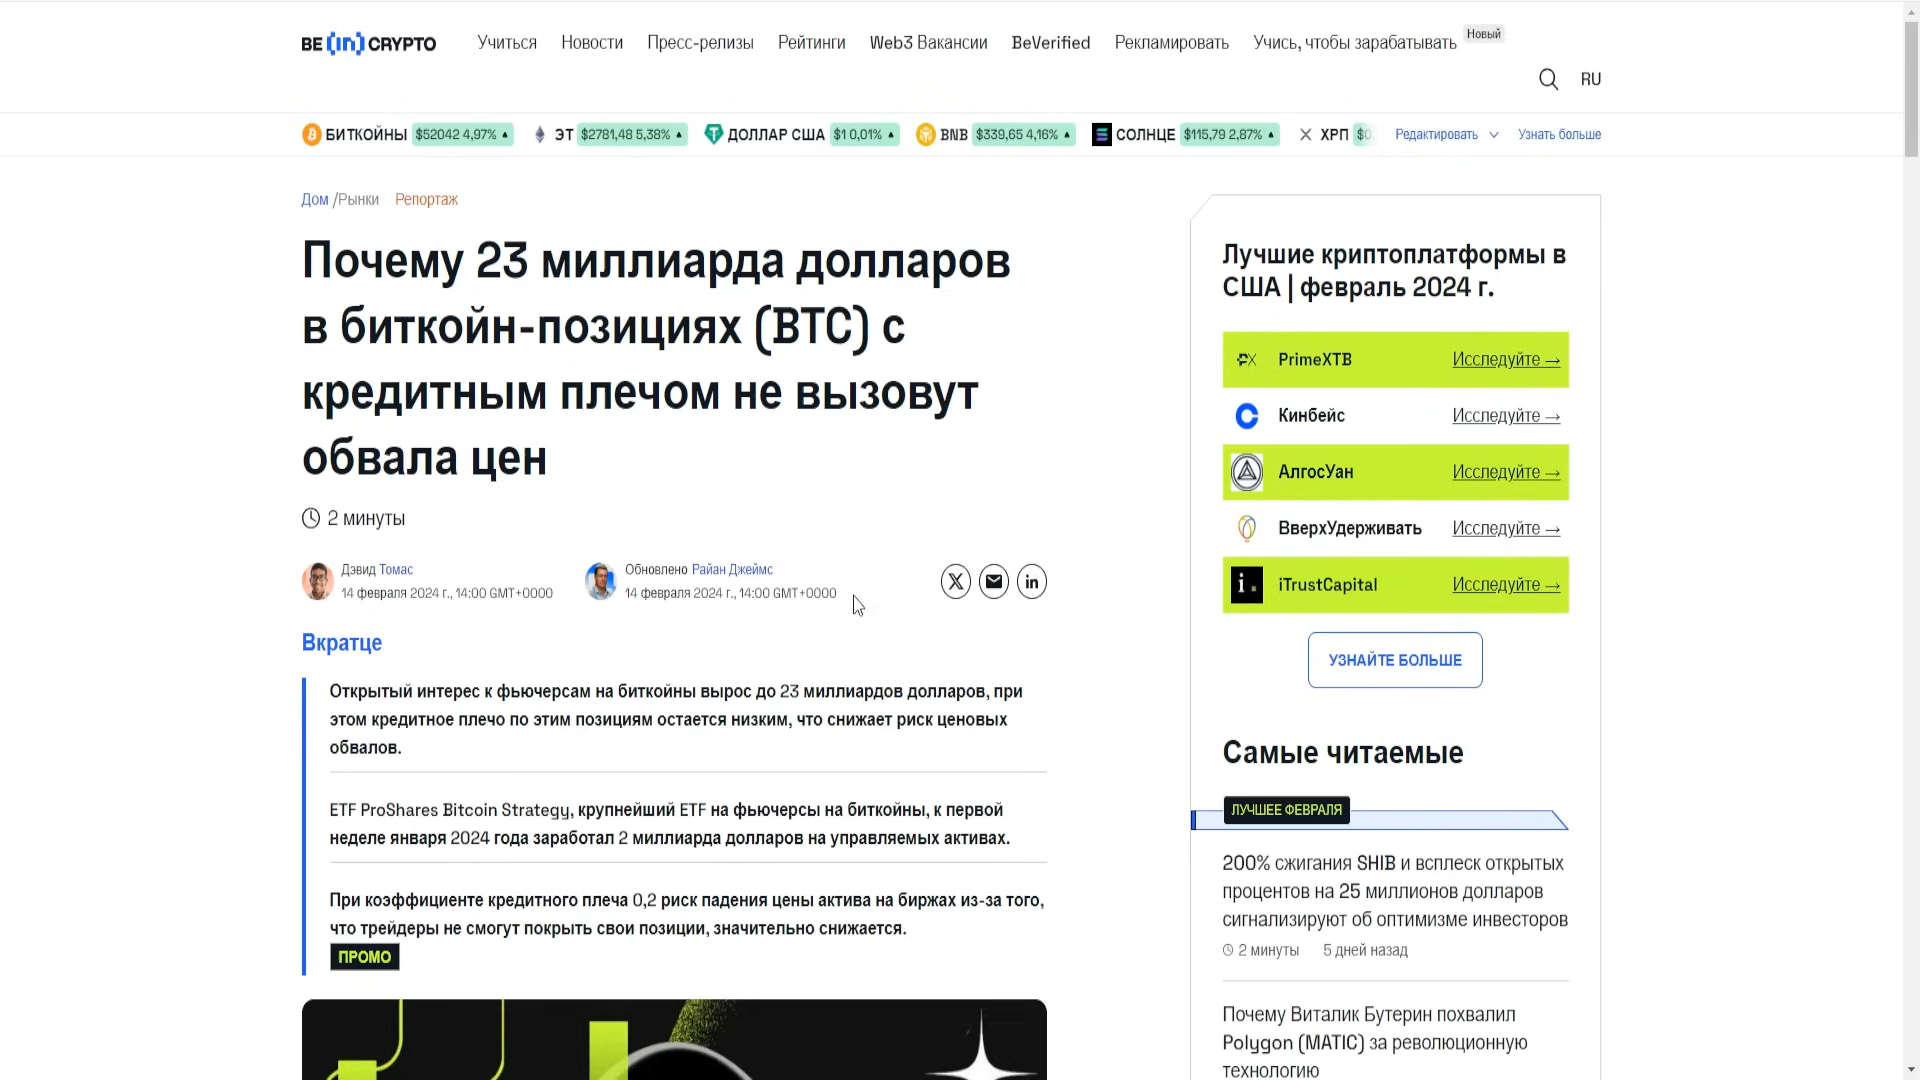 BE [in] CRYPTO
Учиться
Новости
Пресс-релизы
Рейтинги
Web3 Вакансии
BeVerified
Рекламировать
Учись, чтобы зарабатывать
Новый
RU
БИТКОЙНЫ $52042 4,97% ▲
ЭТ $2781,48 5,38% ▲
ДОЛЛАР США $1 0,01% ▲
BNB $339,65 4,16% ▲
СОЛНЦЕ $115,79 2,87% ▲
ХРП $0
Редактировать
Узнать больше
Дом /Рынки Репортаж
Почему 23 миллиарда долларов
в биткойн-позициях (BTC) с
кредитным плечом не вызовут
обвала цен
2 минуты
Дэвид Томас
14 февраля 2024 г., 14:00 GMT+0000
Обновлено Райан Джеймс
14 февраля 2024 г., 14:00 GMT+0000
Вкратце
Открытый интерес к фьючерсам на биткойны вырос до 23 миллиардов долларов, при
этом кредитное плечо по этим позициям остается низким, что снижает риск ценовых
обвалов.
ETF ProShares Bitcoin Strategy, крупнейший ETF на фьючерсы на биткойны, к первой
неделе января 2024 года заработал 2 миллиарда долларов на управляемых активах.
При коэффициенте кредитного плеча 0,2 риск падения цены актива на биржах из-за того,
что трейдеры не смогут покрыть свои позиции, значительно снижается.
ПРОМО
Лучшие криптоплатформы в
США | февраль 2024 г.
PrimeXTB Исследуйте →
Кинбейс Исследуйте →
АлгосУан Исследуйте →
ВверхУдерживать Исследуйте →
iTrustCapital Исследуйте →
УЗНАЙТЕ БОЛЬШЕ
Самые читаемые
ЛУЧШЕЕ ФЕВРАЛЯ
200% сжигания SHIB и всплеск открытых
процентов на 25 миллионов долларов
сигнализируют об оптимизме инвесторов
2 минуты 5 дней назад
Почему Виталик Бутерин похвалил
Polygon (MATIC) за революционную
технологию